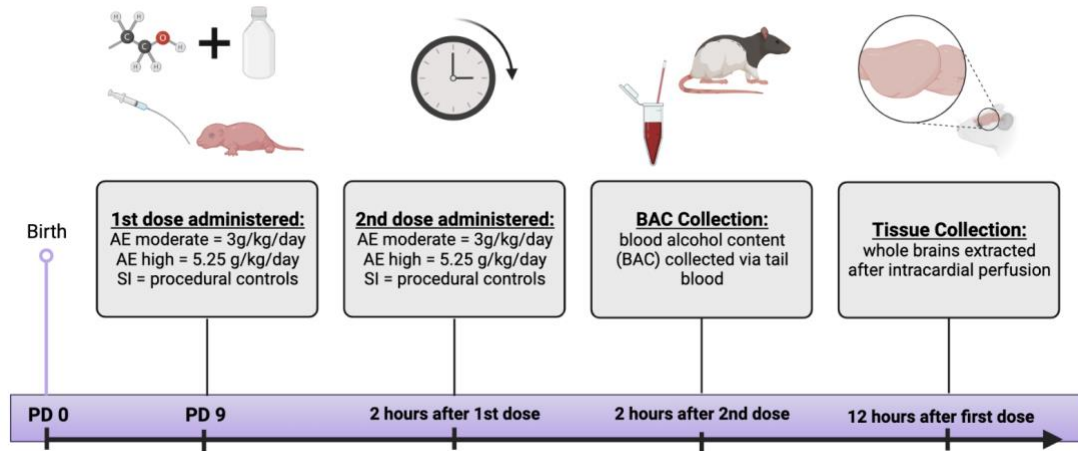 H
H
C
O
C
H
H
H
Birth
1st dose administered:
AE moderate = 3g/kg/day
AE high = 5.25 g/kg/day
SI = procedural controls
2nd dose administered:
AE moderate = 3g/kg/day
AE high = 5.25 g/kg/day
SI = procedural controls
BAC Collection:
blood alcohol content
(BAC) collected via tail
blood
Tissue Collection:
whole brains extracted
after intracardial perfusion
PD 0
PD 9
2 hours after 1st dose
2 hours after 2nd dose
12 hours after first dose